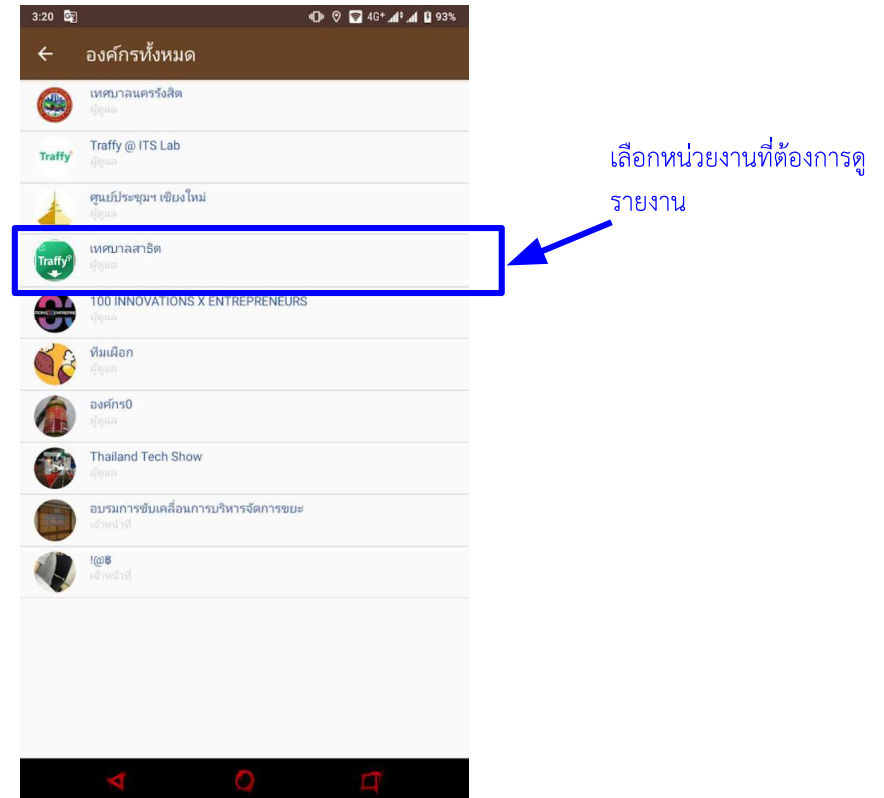 3:20 4G+ 93%
องค์กรทั้งหมด
เทศบาลนครรังสิต
ผู้ดูแล
Traffy
Traffy @ ITS Lab
ผู้ดูแล
ศูนย์ประชุมฯ เชียงใหม่
ผู้ดูแล
Traffy
เทศบาลสาธิต
ผู้ดูแล
100 INNOVATIONS X ENTREPRENEURS
ผู้ดูแล
ทีมเผือก
ผู้ดูแล
องค์กร0
ผู้ดูแล
Thailand Tech Show
ผู้ดูแล
อบรมการขับเคลื่อนการบริหารจัดการขยะ
เจ้าหน้าที่
!@฿
เจ้าหน้าที่
เลือกหน่วยงานที่ต้องการดู
รายงาน